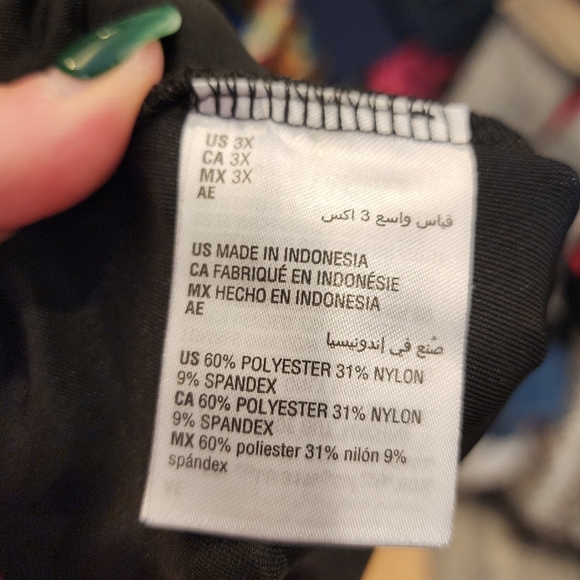 US 3X
CA 3X
MX 3X
AE
قياس واسع 3 اكس
US MADE IN INDONESIA
CA FABRIQUÉ EN INDONÉSIE
MX HECHO EN INDONESIA
AE
صُنع في إندونيسيا
US 60% POLYESTER 31% NYLON
9% SPANDEX
CA 60% POLYESTER 31% NYLON
9% SPANDEX
MX 60% poliester 31% nilón 9%
spándex